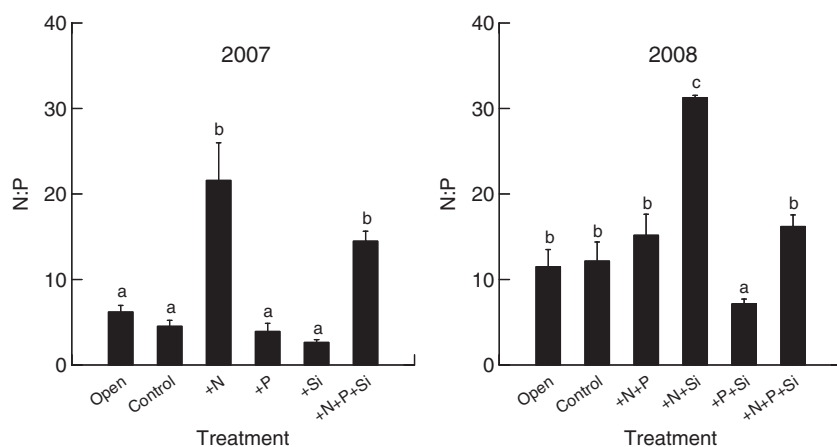 2007
N:P
40
30
20
10
0
a
a
b
a
a
b
Open
Control
+N
+P
+Si
+N+P+Si
Treatment
2008
N:P
40
30
20
10
0
b
b
b
c
a
b
Open
Control
+N+P
+N+Si
+P+Si
+N+P+Si
Treatment